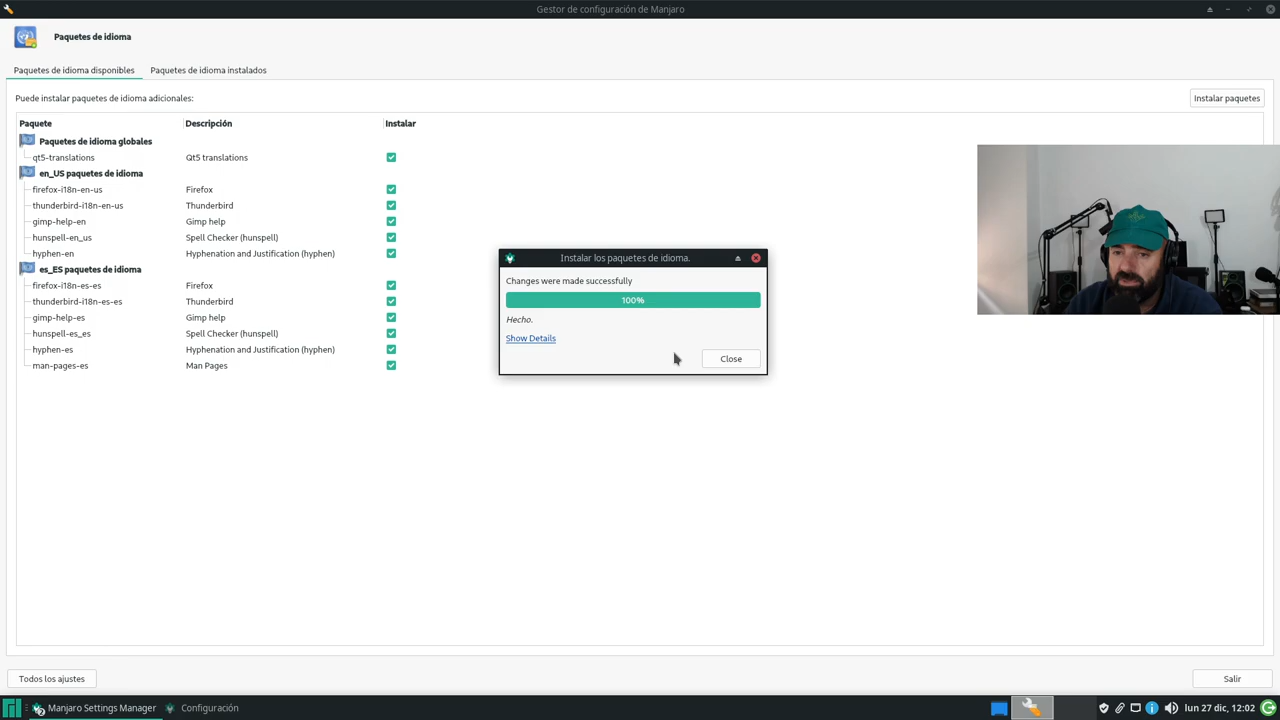 Gestor de configuración de Manjaro
Paquetes de idioma
Paquetes de idioma disponibles Paquetes de idioma instalados
Puede instalar paquetes de idioma adicionales: Instalar paquetes
Paquete Descripción Instalar
Paquetes de idioma globales
qt5-translations Qt5 translations
en_US paquetes de idioma
firefox-i18n-en-us Firefox
thunderbird-i18n-en-us Thunderbird
gimp-help-en Gimp help
hunspell-en_us Spell Checker (hunspell)
hyphen-en Hyphenation and Justification (hyphen)
es_ES paquetes de idioma
firefox-i18n-es-es Firefox
thunderbird-i18n-es-es Thunderbird
gimp-help-es Gimp help
hunspell-es_es Spell Checker (hunspell)
hyphen-es Hyphenation and Justification (hyphen)
man-pages-es Man Pages
Instalar los paquetes de idioma.
Changes were made successfully
100%
Hecho.
Show Details
Close
Todos los ajustes Salir
Manjaro Settings Manager Configuración lun 27 dic, 12:02